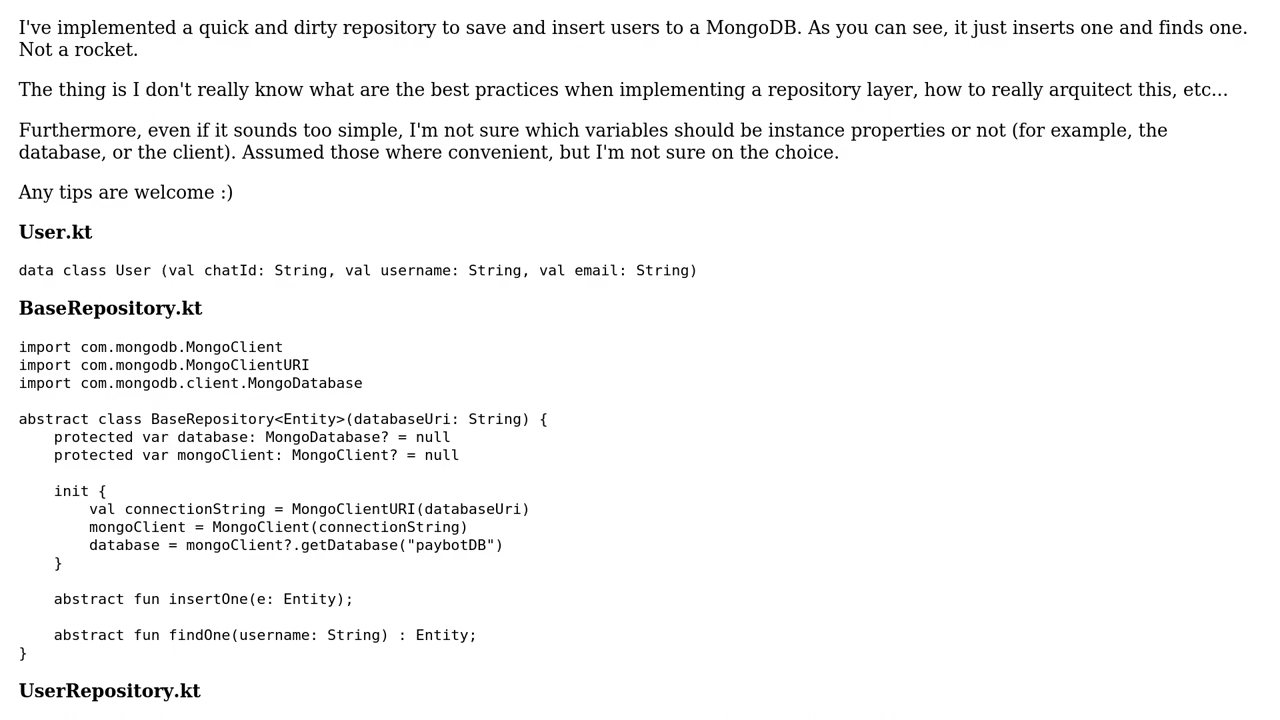 I've implemented a quick and dirty repository to save and insert users to a MongoDB. As you can see, it just inserts one and finds one.
Not a rocket.
The thing is I don't really know what are the best practices when implementing a repository layer, how to really arquitect this, etc...
Furthermore, even if it sounds too simple, I'm not sure which variables should be instance properties or not (for example, the
database, or the client). Assumed those where convenient, but I'm not sure on the choice.
Any tips are welcome :)
User.kt
data class User (val chatId: String, val username: String, val email: String)
BaseRepository.kt
import com.mongodb.MongoClient
import com.mongodb.MongoClientURI
import com.mongodb.client.MongoDatabase
abstract class BaseRepository<Entity>(databaseUri: String) {
    protected var database: MongoDatabase? = null
    protected var mongoClient: MongoClient? = null
    init {
        val connectionString = MongoClientURI(databaseUri)
        mongoClient = MongoClient(connectionString)
        database = mongoClient?.getDatabase("paybotDB")
    }
    abstract fun insertOne(e: Entity);
    abstract fun findOne(username: String) : Entity;
}
UserRepository.kt